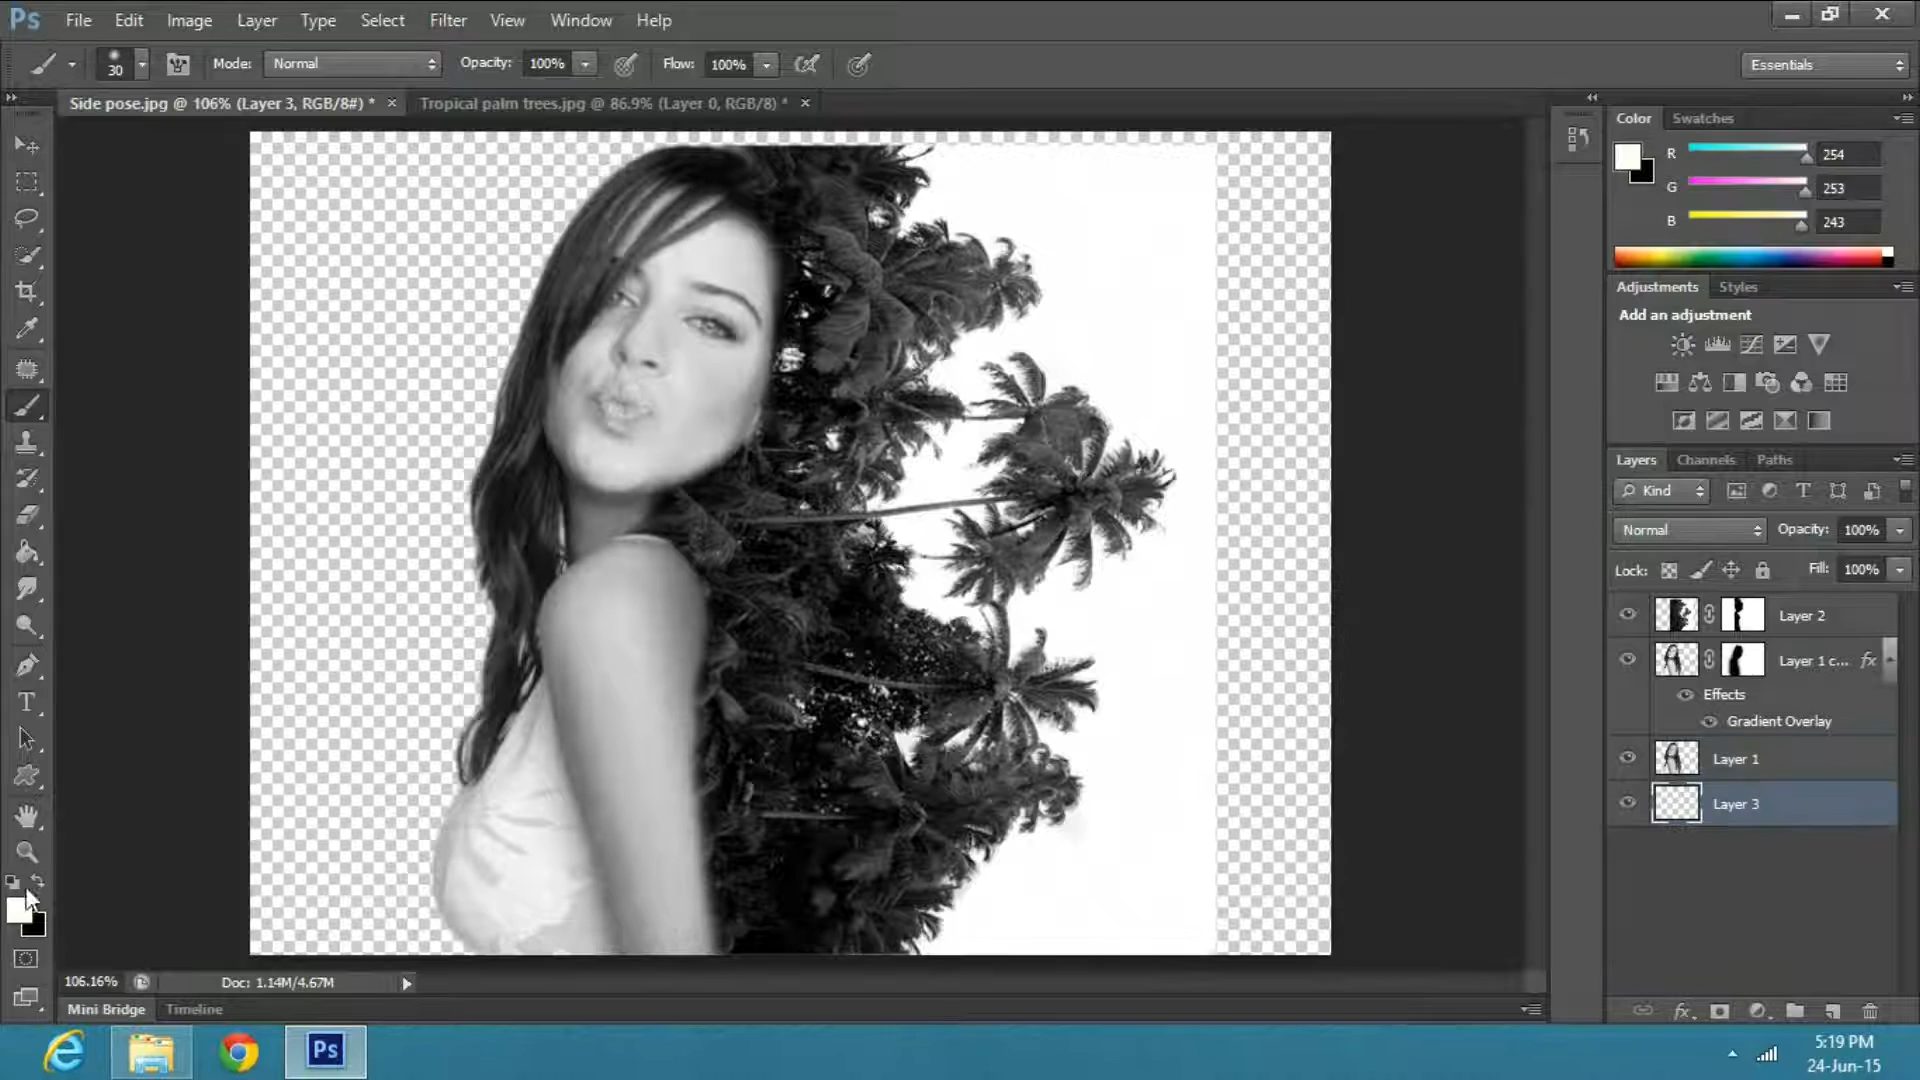 Ps File Edit Image Layer Type Select Filter View Window Help
30 Mode: Normal Opacity: 100% Flow: 100% Essentials
Side pose.jpg @ 106% (Layer 3, RGB/8#) * × Tropical palm trees.jpg @ 86.9% (Layer 0, RGB/8) * ×
Color Swatches
R 254
G 253
B 243
Adjustments Styles
Add an adjustment
Layers Channels Paths
Kind
Normal Opacity: 100%
Lock: Fill: 100%
Layer 2
Layer 1 c... fx
Effects
Gradient Overlay
Layer 1
Layer 3
106.16% Doc: 1.14M/4.67M
Mini Bridge Timeline
Ps
5:19 PM
24-Jun-15